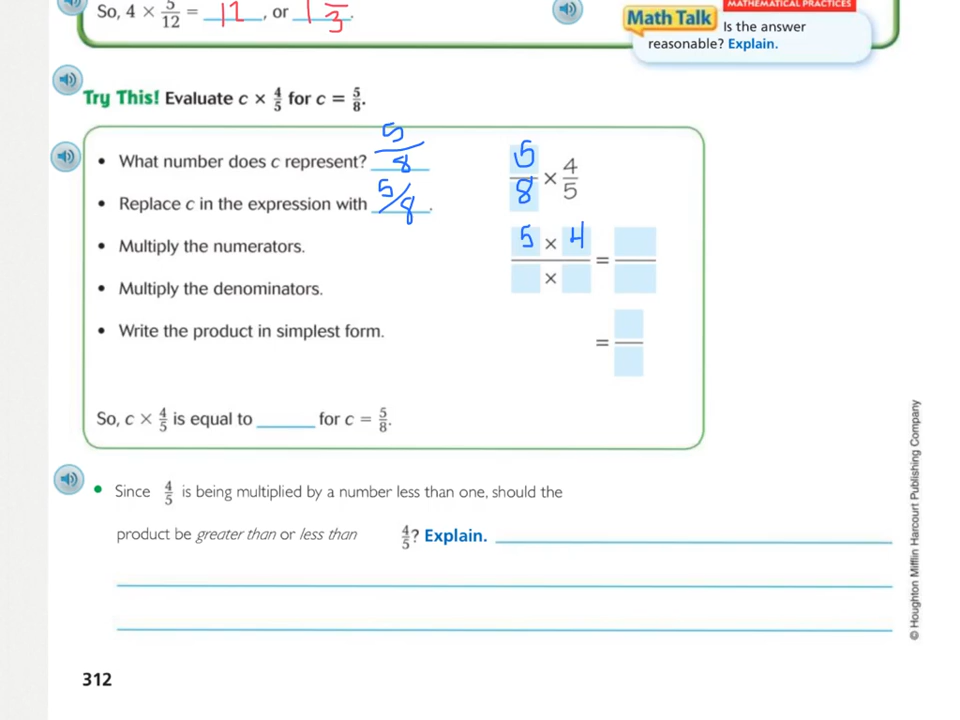 So, 4 × 5/12 = 12, or 1 /3.
MATHEMATICAL PRACTICES
Math Talk Is the answer
reasonable? Explain.
Try This! Evaluate c × 4/5 for c = 5/8.
• What number does c represent? 5/8
• Replace c in the expression with 5/8.
• Multiply the numerators.
• Multiply the denominators.
• Write the product in simplest form.
5/8 × 4/5
5 × 4
× =
=
So, c × 4/5 is equal to ______ for c = 5/8.
• Since 4/5 is being multiplied by a number less than one, should the
product be greater than or less than 4/5? Explain.
© Houghton Mifflin Harcourt Publishing Company
312